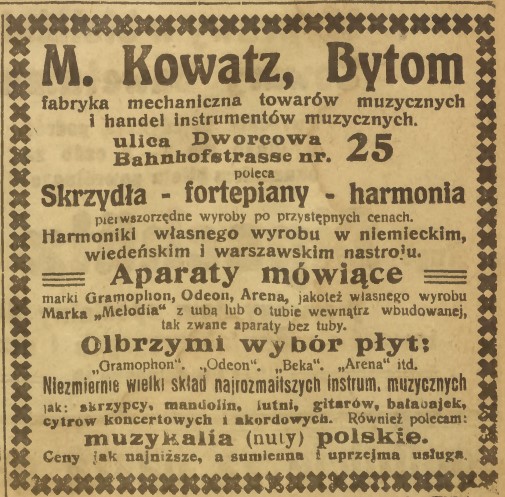 M. Kowatz, Bytom
fabryka mechaniczna towarów muzycznych
i handel instrumentów muzycznych.
ulica Dworcowa
Bahnhofstrasse nr. 25
poleca
Skrzydła - fortepiany - harmonia
pierwszorzędne wyroby po przystępnych cenach.
Harmoniki własnego wyrobu w niemieckim,
wiedeńskim i warszawskim nastroju.
Aparaty mówiące
marki Gramophon, Odeon, Arena, jakoteż własnego wyrobu
Marka „Melodia" z tubą lub o tubie wewnątrz wbudowanej,
tak zwane aparaty bez tuby.
Olbrzymi wybór płyt:
„Gramophon". „Odeon". „Beka". „Arena" itd.
Niezmiernie wielki skład najrozmaitszych instrum. muzycznych
jak: skrzypcy, mandolin, lutni, gitarów, bałabajek,
cytrów koncertowych i akordowych. Również polecam:
muzykalia (nuty) polskie.
Ceny jak najniższe, a sumienna i uprzejma usługa.